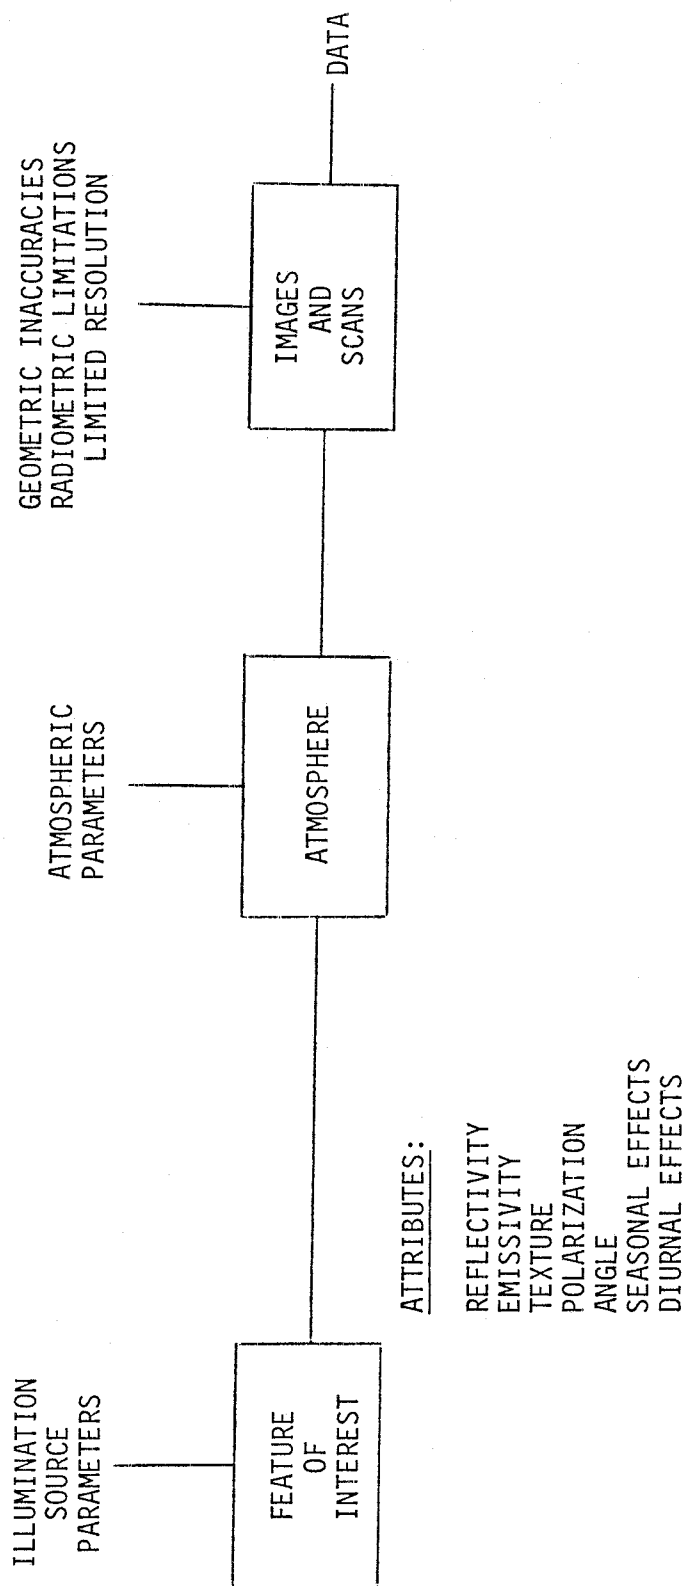 ILLUMINATION
SOURCE
PARAMETERS
FEATURE
OF
INTEREST
ATTRIBUTES:
REFLECTIVITY
EMISSIVITY
TEXTURE
POLARIZATION
ANGLE
SEASONAL EFFECTS
DIURNAL EFFECTS
ATMOSPHERIC
PARAMETERS
ATMOSPHERE
GEOMETRIC INACCURACIES
RADIOMETRIC LIMITATIONS
LIMITED RESOLUTION
IMAGES
AND
SCANS
DATA